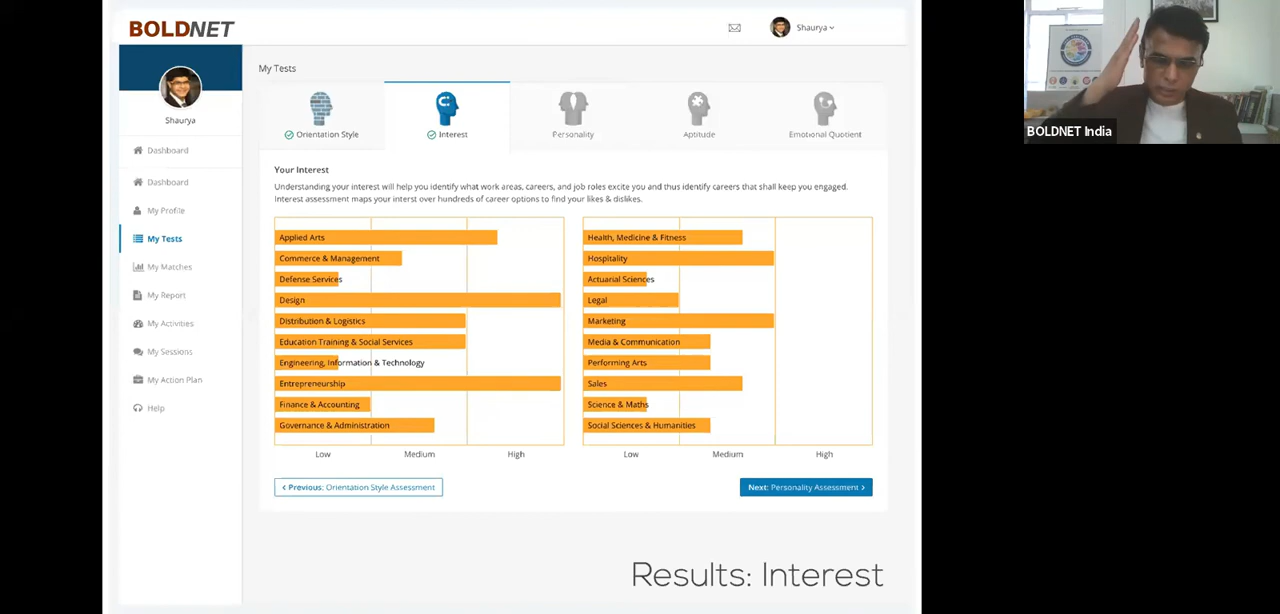 BOLDNET
Shaurya
Shaurya
Dashboard
Dashboard
My Profile
My Tests
My Matches
My Report
My Activities
My Sessions
My Action Plan
Help
My Tests
Orientation Style
Interest
Personality
Aptitude
Emotional Quotient
Your Interest
Understanding your interest will help you identify what work areas, careers, and job roles excite you and thus identify careers that shall keep you engaged.
Interest assessment maps your interst over hundreds of career options to find your likes & dislikes.
Applied Arts
Commerce & Management
Defense Services
Design
Distribution & Logistics
Education Training & Social Services
Engineering, Information & Technology
Entrepreneurship
Finance & Accounting
Governance & Administration
Low Medium High
Health, Medicine & Fitness
Hospitality
Actuarial Sciences
Legal
Marketing
Media & Communication
Performing Arts
Sales
Science & Maths
Social Sciences & Humanities
Low Medium High
< Previous: Orientation Style Assessment
Next: Personality Assessment >
Results: Interest
BOLDNET India